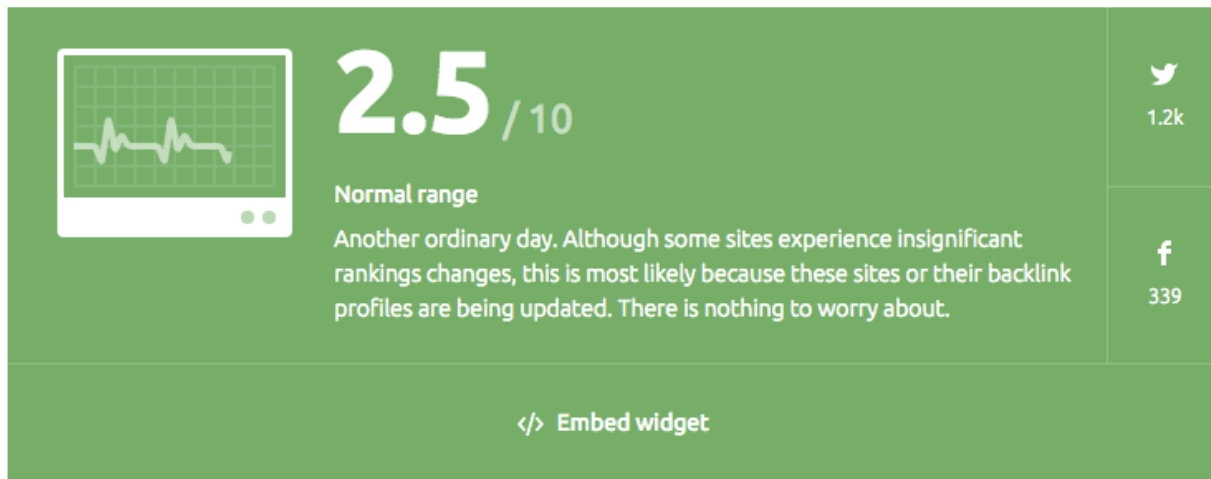 2.5 / 10
Normal range
Another ordinary day. Although some sites experience insignificant
rankings changes, this is most likely because these sites or their backlink
profiles are being updated. There is nothing to worry about.
1.2k
339
</> Embed widget